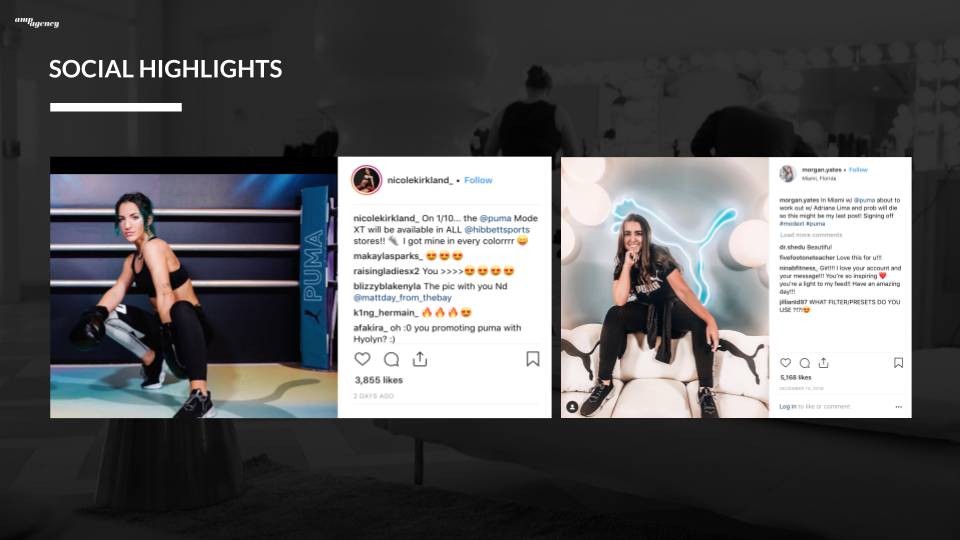 amp
agency
SOCIAL HIGHLIGHTS
PUMA
nicolekirkland_ • Follow
nicolekirkland_ On 1/10... the @puma Mode
XT will be available in ALL @hibbettsports
stores!! 👟 I got mine in every colorrrr 😄
makaylasparks_ 😍😍😍
raisingladiesx2 You >>>>😍😍😍😍
blizzyblakenyla The pic with you Nd
@mattday_from_thebay
k1ng_hermain_ 🔥🔥🔥😍
afakira_ oh :0 you promoting puma with
Hyolyn? :)
3,855 likes
2 DAYS AGO
morgan.yates • Follow
Miami, Florida
morgan.yates In Miami w/ @puma about to
work out w/ Adriana Lima and prob will die
so this might be my last post! Signing off
#modext #puma
Load more comments
dr.shedu Beautiful
fivefootoneteacher Love this for u!!!
ninabfitness_ Girl!!! I love your account and
your message!!! You're so inspiring ❤️
you're a light to my feed!! Have an amazing
day!!!
jillianld97 WHAT FILTER/PRESETS DO YOU
USE ?!?!😍
5,168 likes
Log in to like or comment.